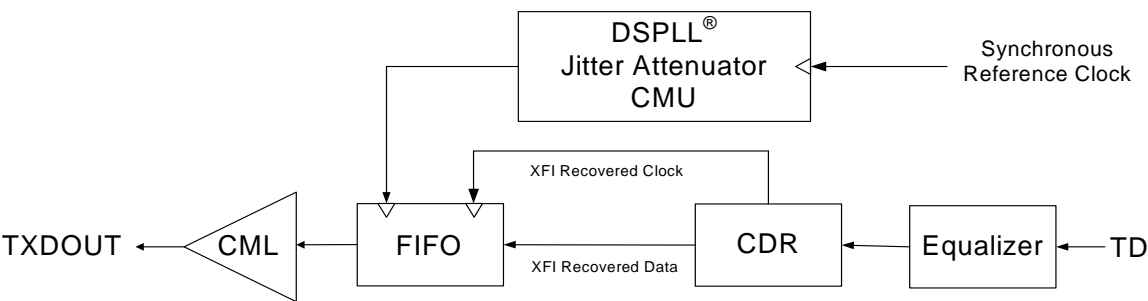 DSPLL®
Jitter Attenuator
CMU
Synchronous
Reference Clock
XFI Recovered Clock
TXDOUT
CML
FIFO
CDR
Equalizer
TD
XFI Recovered Data